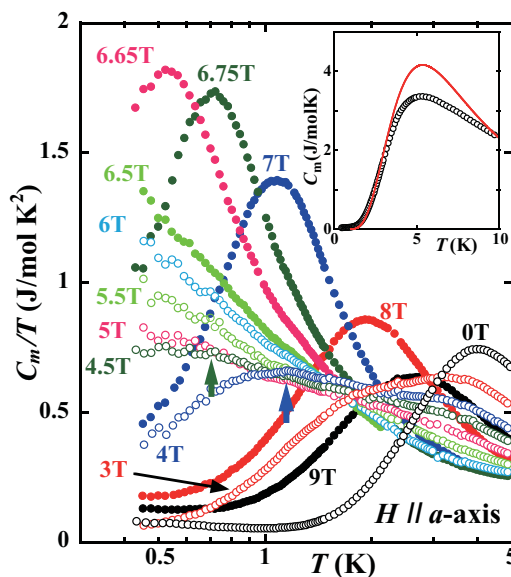 2
1.5
1
0.5
0
C_m/T (J/mol K²)
0.5
1
5
T (K)
6.65T
6.75T
7T
6.5T
6T
5.5T
5T
4.5T
4T
3T
8T
0T
9T
H // a-axis
4
2
0
C_m(J/molK)
0
5
10
T(K)